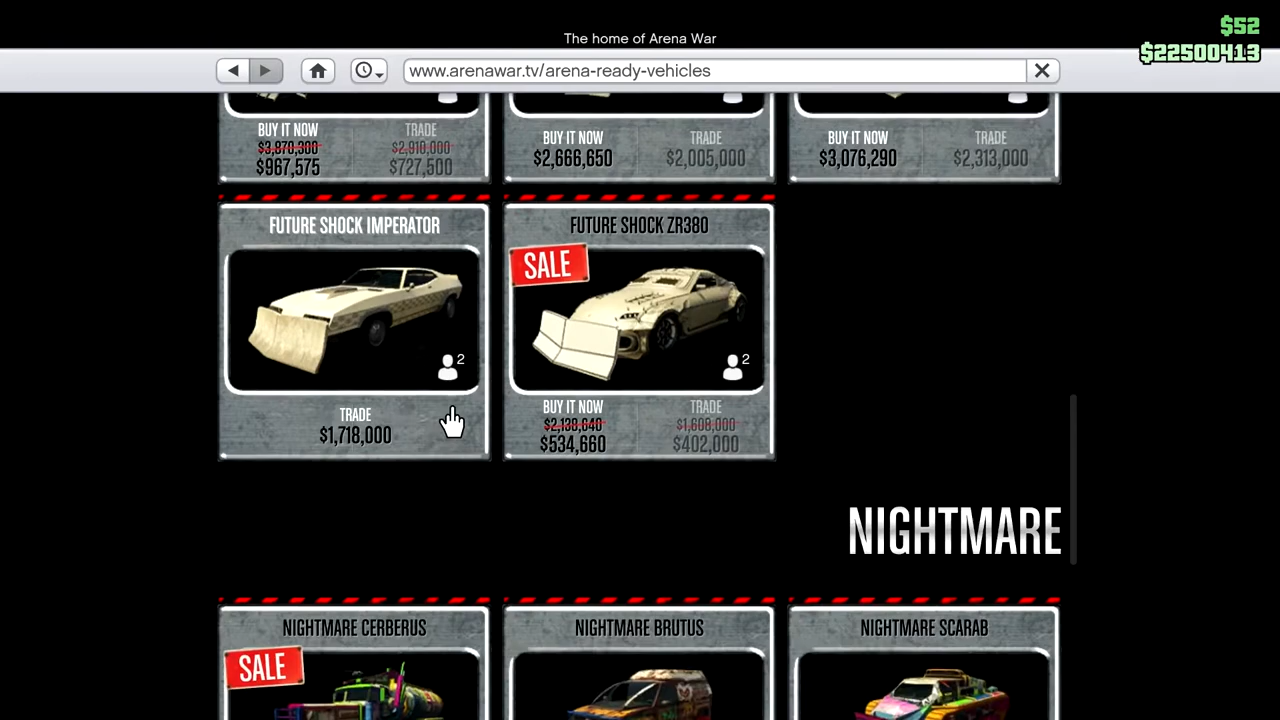 The home of Arena War
$52
$22500413
www.arenawar.tv/arena-ready-vehicles
BUY IT NOW TRADE
$3,870,300 $2,910,000
$967,575 $727,500
BUY IT NOW TRADE
$2,666,650 $2,005,000
BUY IT NOW TRADE
$3,076,290 $2,313,000
FUTURE SHOCK IMPERATOR
2
TRADE
$1,718,000
FUTURE SHOCK ZR380
SALE
2
BUY IT NOW TRADE
$2,138,640 $1,608,000
$534,660 $402,000
NIGHTMARE
NIGHTMARE CERBERUS
SALE
NIGHTMARE BRUTUS
NIGHTMARE SCARAB